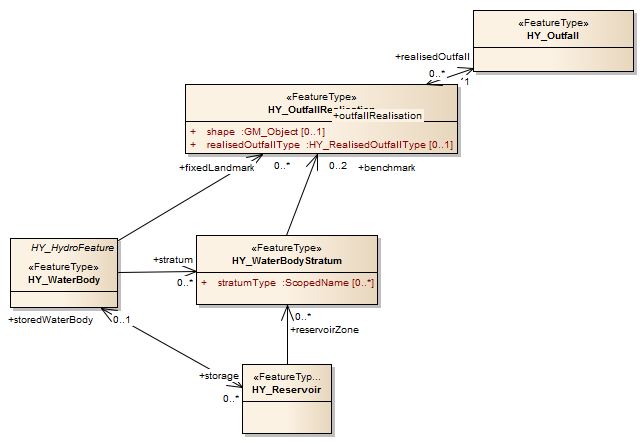 «FeatureType»
HY_Outfall
+realisedOutfall
0..*
1
«FeatureType»
HY_OutfallRealisation
+outfallRealisation
+ shape :GM_Object [0..1]
+ realisedOutfallType :HY_RealisedOutfallType [0..1]
+fixedLandmark
0..*
0..2
+benchmark
HY_HydroFeature
«FeatureType»
HY_WaterBody
+stratum
0..*
«FeatureType»
HY_WaterBodyStratum
+ stratumType :ScopedName [0..*]
+storedWaterBody
0..1
0..*
+reservoirZone
+storage
0..*
«FeatureTyp...
HY_Reservoir